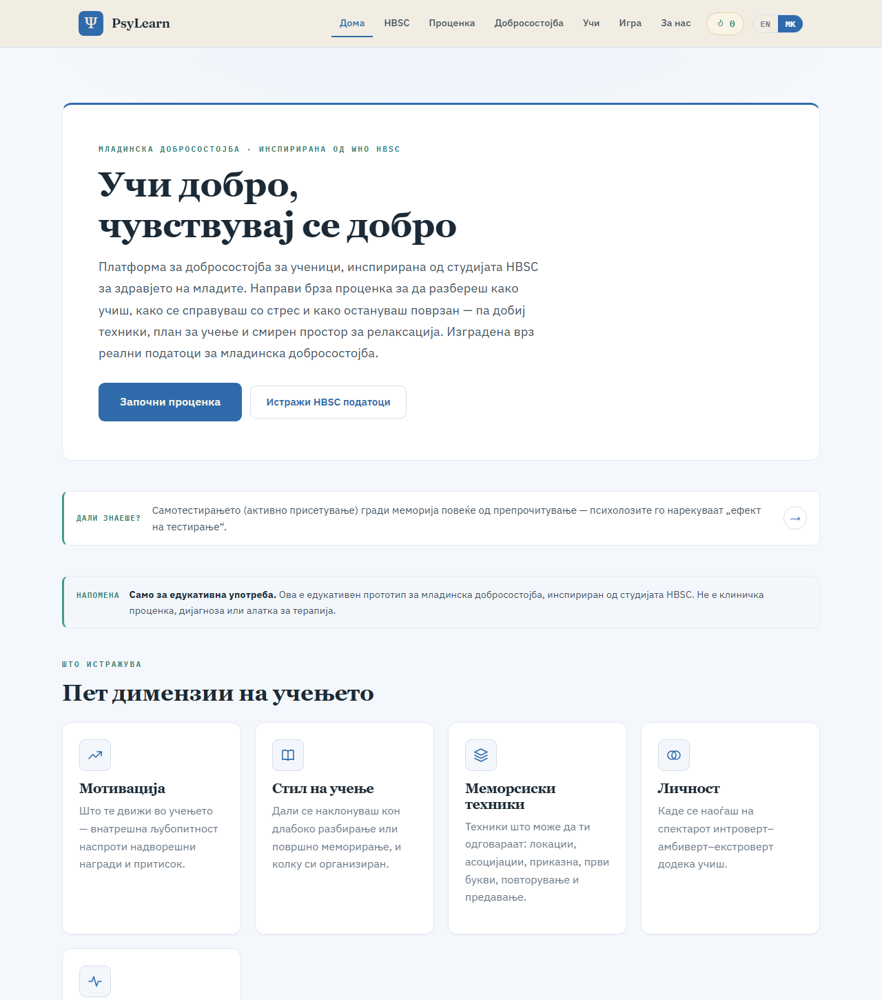 Ψ PsyLearn
Дома HBSC Проценка Добросостојба Учи Игра За нас 0 EN МК
МЛАДИНСКА ДОБРОСОСТОЈБА · ИНСПИРИРАНА ОД WHO HBSC
Учи добро,
чувствувај се добро
Платформа за добросостојба за ученици, инспирирана од студијата HBSC
за здравјето на младите. Направи брза проценка за да разбереш како
учиш, како се справуваш со стрес и како остануваш поврзан — па добиј
техники, план за учење и смирен простор за релаксација. Изградена врз
реални податоци за младинска добросостојба.
Започни проценка
Истражи HBSC податоци
ДАЛИ ЗНАЕШЕ?
Самотестирањето (активно присетување) гради меморија повеќе од препрочитување — психолозите го нарекуваат „ефект
на тестирање“.
→
НАПОМЕНА
Само за едукативна употреба. Ова е едукативен прототип за младинска добросостојба, инспириран од студијата HBSC. Не е клиничка
проценка, дијагноза или алатка за терапија.
ШТО ИСТРАЖУВА
Пет димензии на учењето
Мотивација
Што те движи во учењето
— внатрешна љубопитност
наспроти надворешни
награди и притисок.
Стил на учење
Дали се наклонуваш кон
длабоко разбирање или
површно меморирање, и
колку си организиран.
Меморсиски
техники
Техники што може да ти
одговараат: локации,
асоцијации, приказна, први
букви, повторување и
предавање.
Личност
Каде се наоѓаш на
спектарот интроверт–
амбиверт–екстроверт
додека учиш.